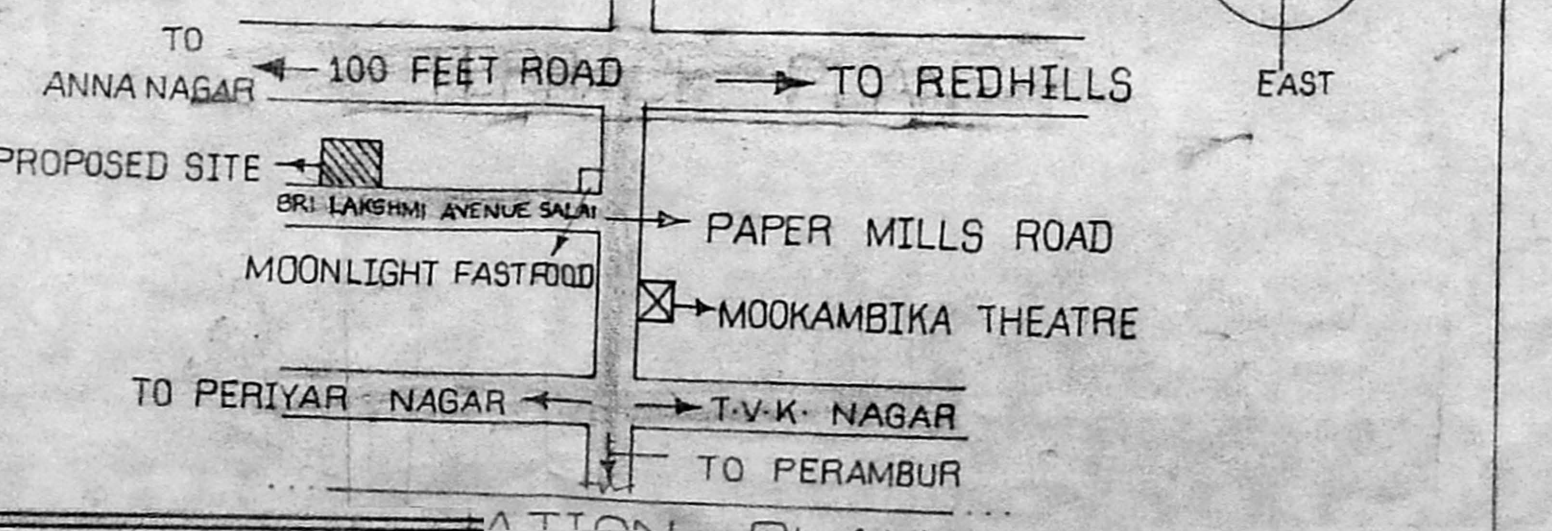 TO
ANNA NAGAR
100 FEET ROAD
TO REDHILLS
EAST
PROPOSED SITE
SRI LAKSHMI AVENUE SALAI
PAPER MILLS ROAD
MOONLIGHT FASTFOOD
MOOKAMBIKA THEATRE
TO PERIYAR NAGAR
T.V.K. NAGAR
TO PERAMBUR